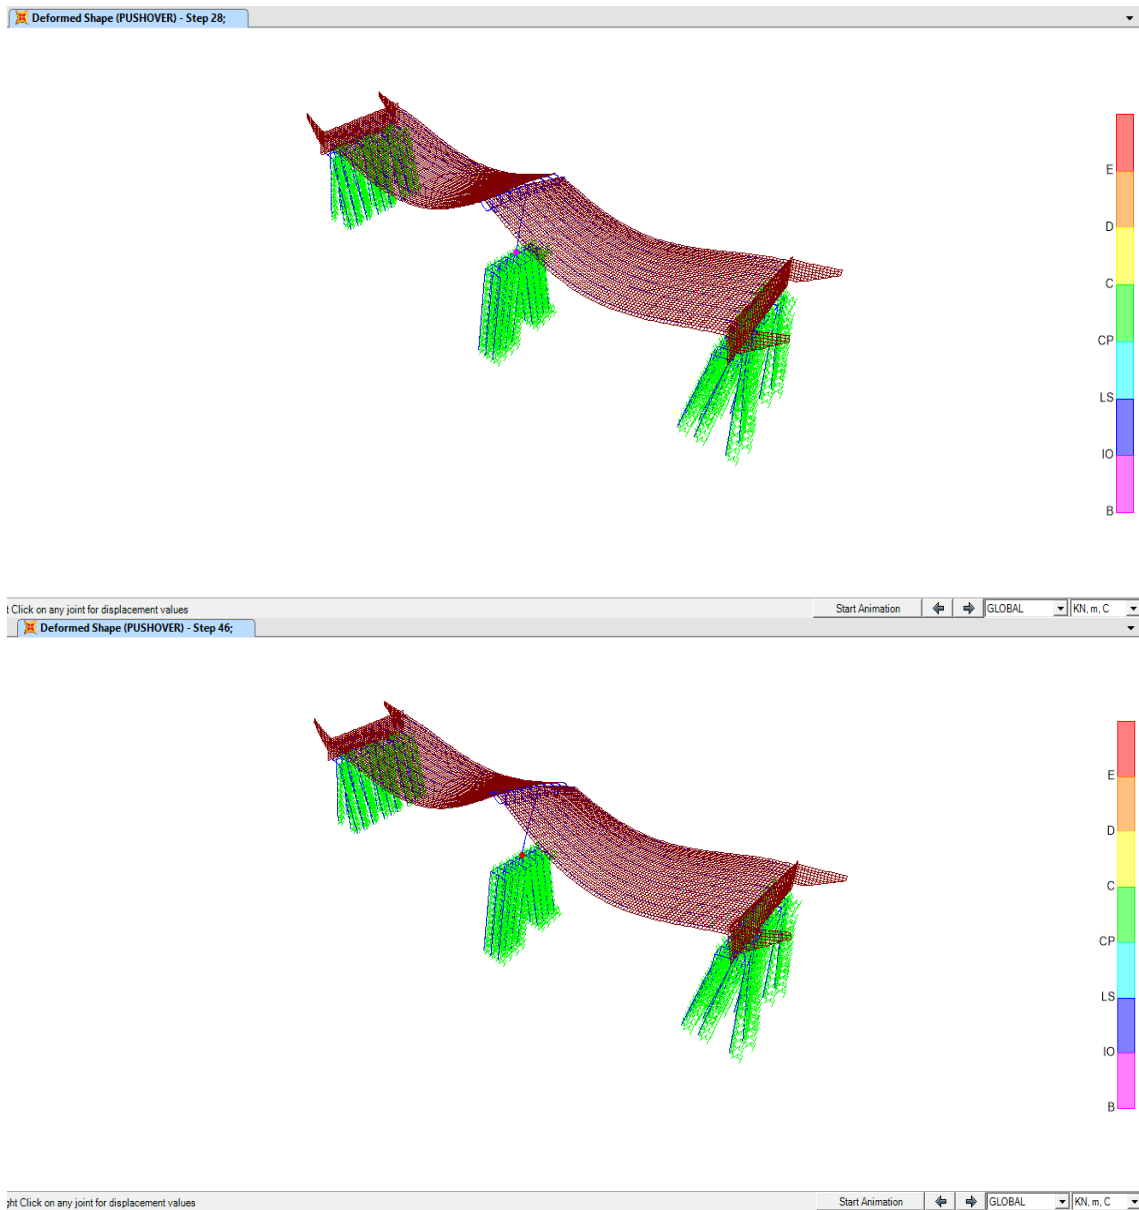 Deformed Shape (PUSHOVER) - Step 28;
E
D
C
CP
LS
IO
B
t Click on any joint for displacement values
Start Animation
GLOBAL
KN, m, C
Deformed Shape (PUSHOVER) - Step 46;
E
D
C
CP
LS
IO
B
ght Click on any joint for displacement values
Start Animation
GLOBAL
KN, m, C